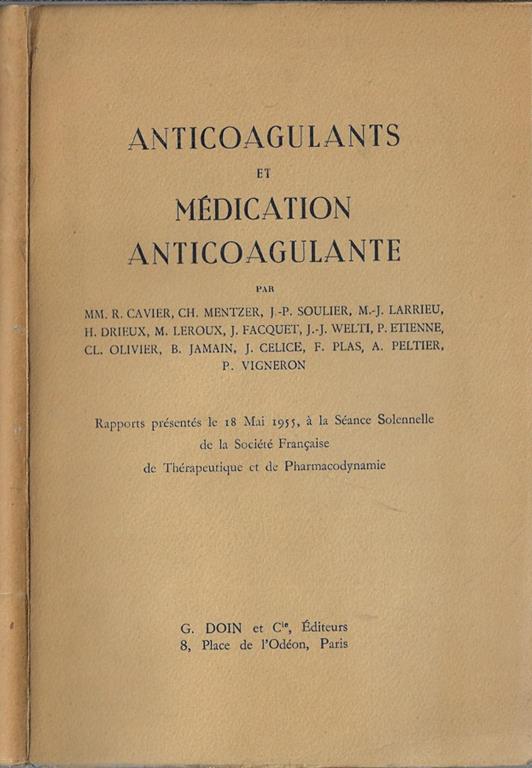 ANTICOAGULANTS
ET
MÉDICATION
ANTICOAGULANTE
PAR
MM. R. CAVIER, CH. MENTZER, J.-P. SOULIER, M.-J. LARRIEU,
H. DRIEUX, M. LEROUX, J. FACQUET, J.-J. WELTI, P. ETIENNE,
CL. OLIVIER, B. JAMAIN, J. CELICE, F. PLAS, A. PELTIER,
P. VIGNERON
Rapports présentés le 18 Mai 1955, à la Séance Solennelle
de la Société Française
de Thérapeutique et de Pharmacodynamie
G. DOIN et Cie, Éditeurs
8, Place de l'Odéon, Paris